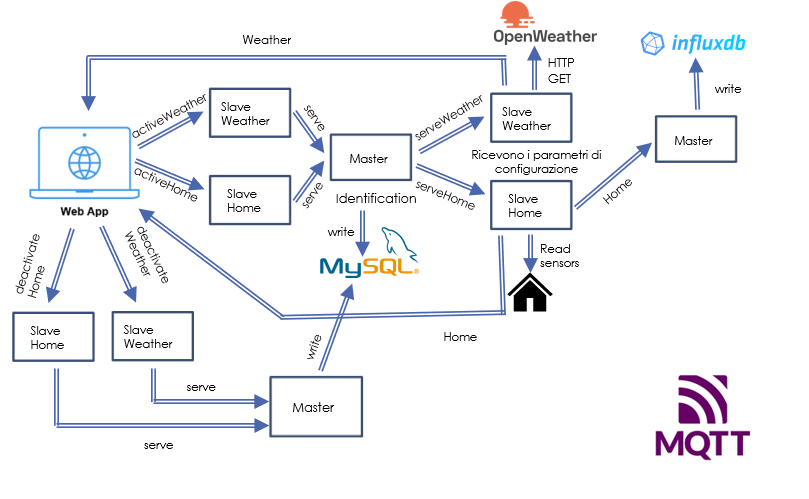 OpenWeather
influxdb
Weather
HTTP
GET
write
activeWeather
Slave
Weather
serve
serveWeather
Slave
Weather
Master
Master
Ricevono i parametri di
configurazione
activeHome
Slave
Home
serve
Identification
serveHome
Slave
Home
Home
Web App
write
MySQL®
Read
sensors
deactivate
Home
deactivate
Weather
Slave
Home
Slave
Weather
write
Home
serve
Master
serve
MQTT